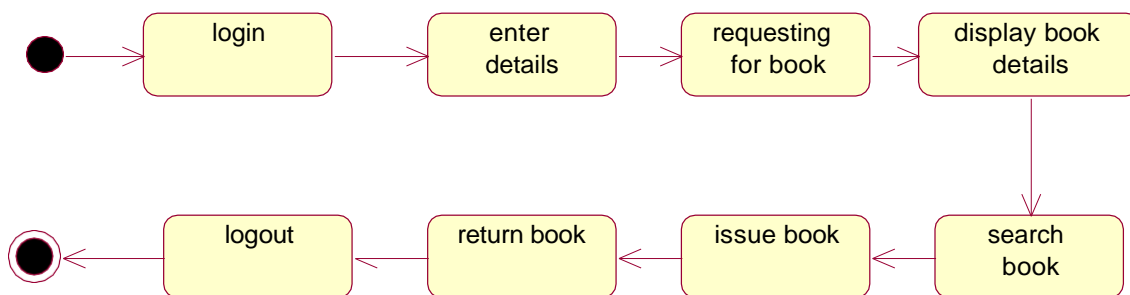 login
enter
details
requesting
for book
display book
details
search
book
issue book
return book
logout